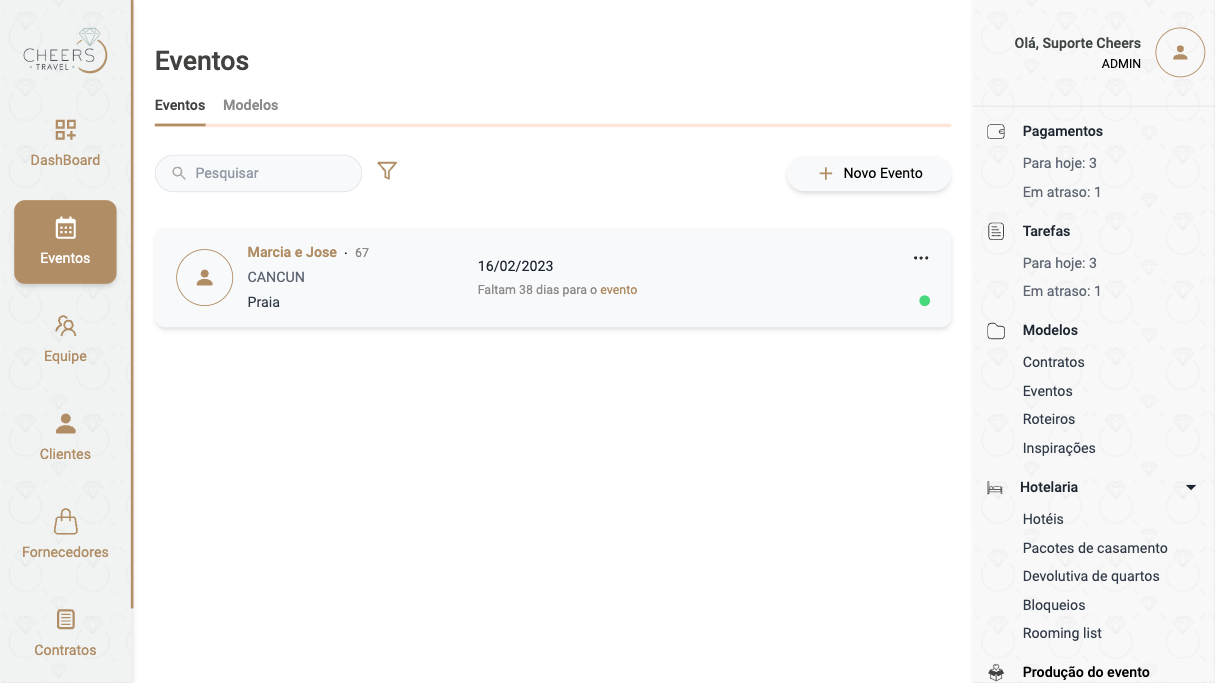 CHEERS
TRAVEL
DashBoard
Eventos
Equipe
Clientes
Fornecedores
Contratos
Eventos
Eventos Modelos
Pesquisar
Novo Evento
Marcia e Jose · 67
CANCUN
Praia
16/02/2023
Faltam 38 dias para o evento
Olá, Suporte Cheers
ADMIN
Pagamentos
Para hoje: 3
Em atraso: 1
Tarefas
Para hoje: 3
Em atraso: 1
Modelos
Contratos
Eventos
Roteiros
Inspirações
Hotelaria
Hotéis
Pacotes de casamento
Devolutiva de quartos
Bloqueios
Rooming list
Produção do evento